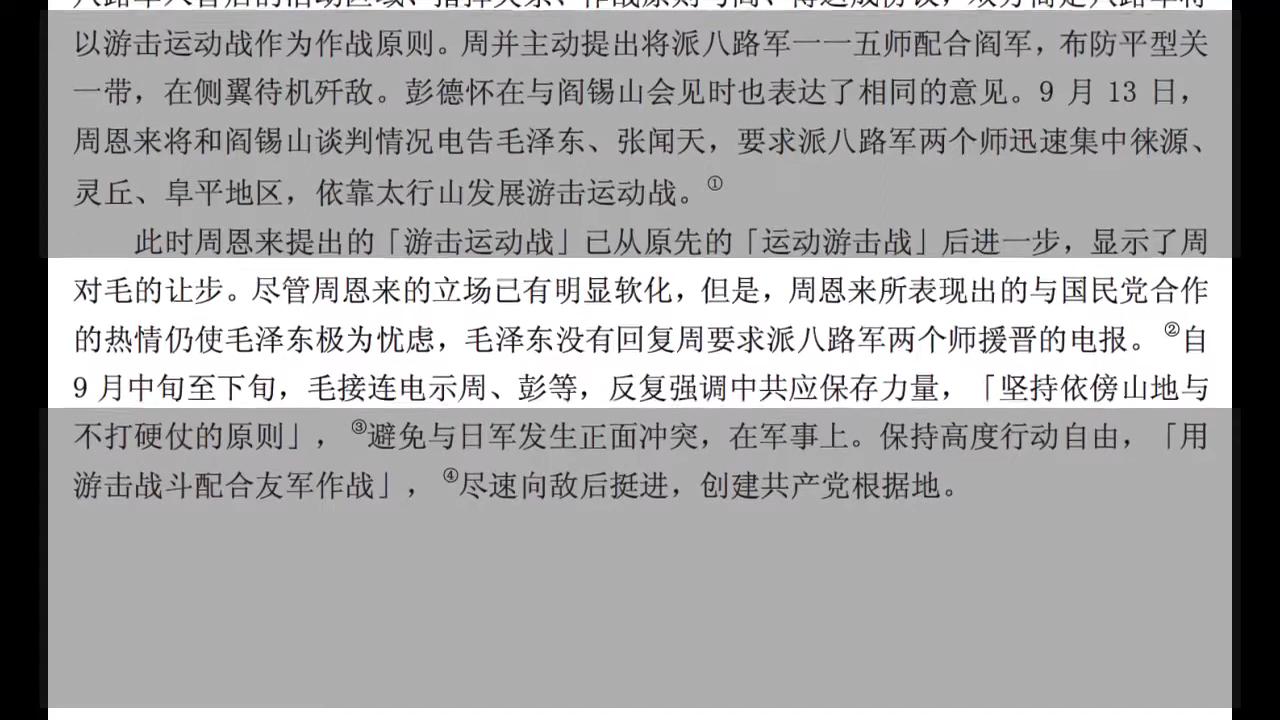 以游击运动战作为作战原则。周并主动提出将派八路军一一五师配合阎军，布防平型关
一带，在侧翼待机歼敌。彭德怀在与阎锡山会见时也表达了相同的意见。9 月 13 日，
周恩来将和阎锡山谈判情况电告毛泽东、张闻天，要求派八路军两个师迅速集中徕源、
灵丘、阜平地区，依靠太行山发展游击运动战。①
此时周恩来提出的「游击运动战」已从原先的「运动游击战」后进一步，显示了周
对毛的让步。尽管周恩来的立场已有明显软化，但是，周恩来所表现出的与国民党合作
的热情仍使毛泽东极为忧虑，毛泽东没有回复周要求派八路军两个师援晋的电报。②自
9 月中旬至下旬，毛接连电示周、彭等，反复强调中共应保存力量，「坚持依傍山地与
不打硬仗的原则」，③避免与日军发生正面冲突，在军事上。保持高度行动自由，「用
游击战斗配合友军作战」，④尽速向敌后挺进，创建共产党根据地。